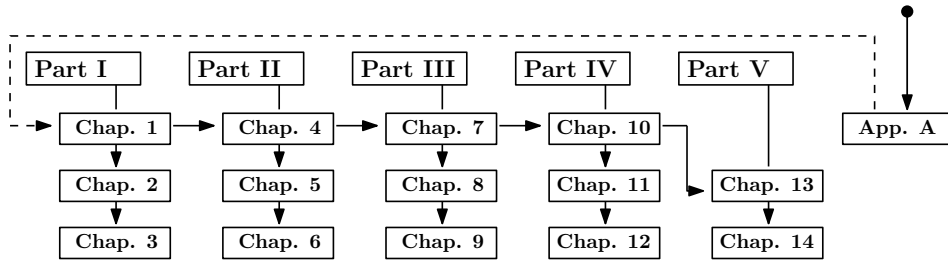 Part I
Part II
Part III
Part IV
Part V
Chap. 1
Chap. 4
Chap. 7
Chap. 10
App. A
Chap. 2
Chap. 5
Chap. 8
Chap. 11
Chap. 13
Chap. 3
Chap. 6
Chap. 9
Chap. 12
Chap. 14